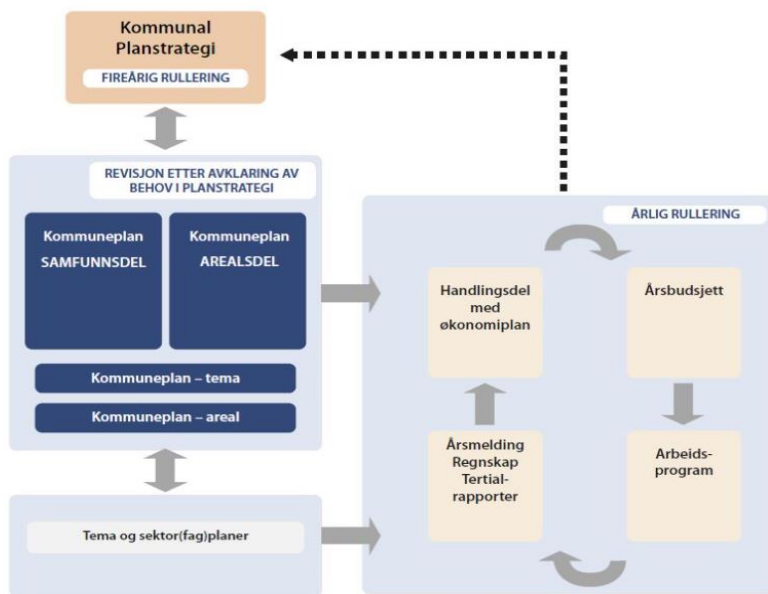 Kommunal
Planstrategi
FIREÅRIG RULLERING
REVISJON ETTER AVKLARING AV
BEHOV I PLANSTRATEGI
Kommuneplan
SAMFUNNSDEL
Kommuneplan
AREALSDEL
Kommuneplan – tema
Kommuneplan – areal
Tema og sektor(fag)planer
ÅRLIG RULLERING
Handlingsdel
med
økonomiplan
Årsbudsjett
Årsmelding
Regnskap
Tertial-
rapporter
Arbeids-
program